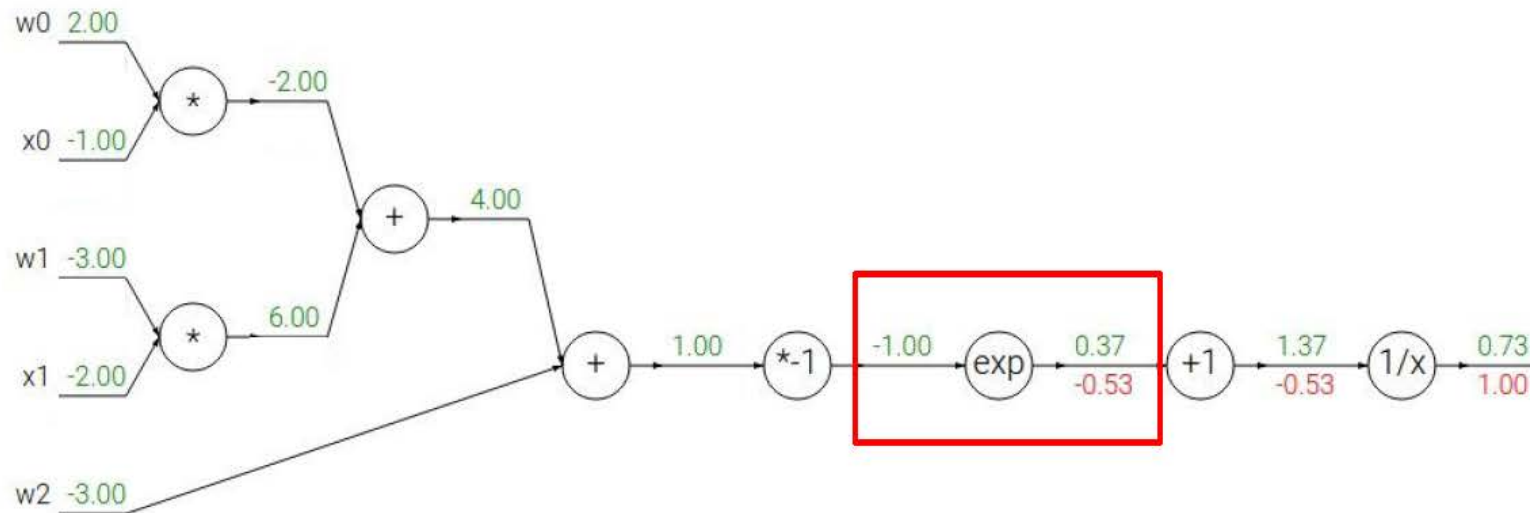 w0 2.00
*
-2.00
x0 -1.00
+
4.00
w1 -3.00
*
6.00
x1 -2.00
+
1.00
*-1
-1.00
exp
0.37
-0.53
+1
1.37
-0.53
1/x
0.73
1.00
w2 -3.00